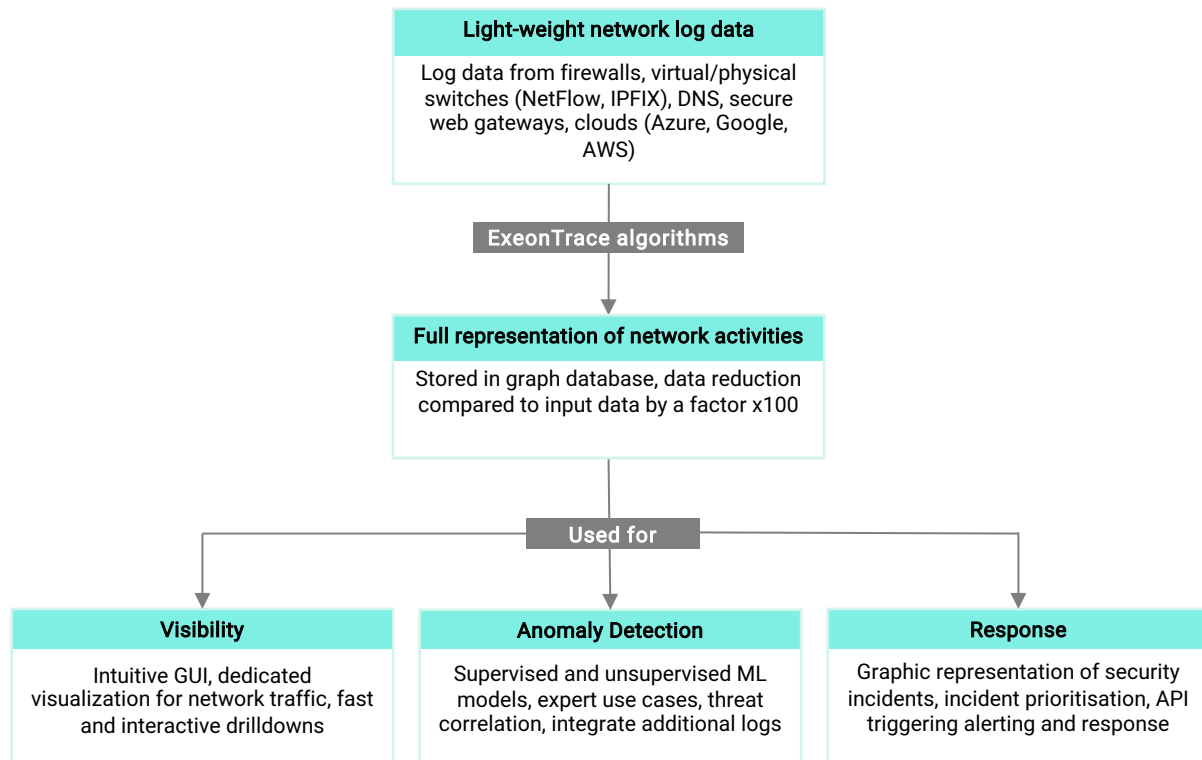 Light-weight network log data
Log data from firewalls, virtual/physical
switches (NetFlow, IPFIX), DNS, secure
web gateways, clouds (Azure, Google,
AWS)
ExeonTrace algorithms
Full representation of network activities
Stored in graph database, data reduction
compared to input data by a factor x100
Used for
Visibility
Intuitive GUI, dedicated
visualization for network traffic, fast
and interactive drilldowns
Anomaly Detection
Supervised and unsupervised ML
models, expert use cases, threat
correlation, integrate additional logs
Response
Graphic representation of security
incidents, incident prioritisation, API
triggering alerting and response